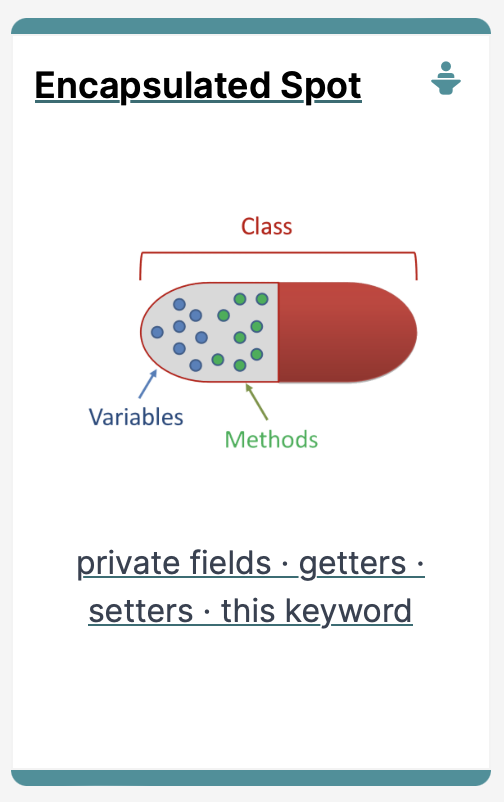 Encapsulated Spot
Class
Variables
Methods
private fields · getters ·
setters · this keyword